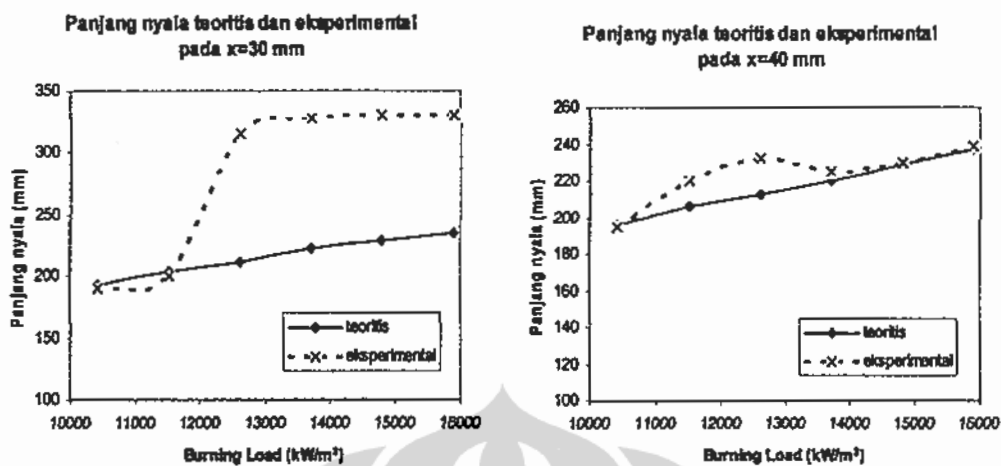 Panjang nyala teoritis dan eksperimental
pada x=30 mm
350
300
250
200
150
100
Panjang nyala (mm)
teoritis
eksperimental
10000 11000 12000 13000 14000 15000 16000
Burning Load (kW/m³)
Panjang nyala teoritis dan eksperimental
pada x=40 mm
260
240
220
200
180
160
140
120
100
Panjang nyala (mm)
teoritis
eksperimental
10000 11000 12000 13000 14000 15000 16000
Burning Load (kW/m³)